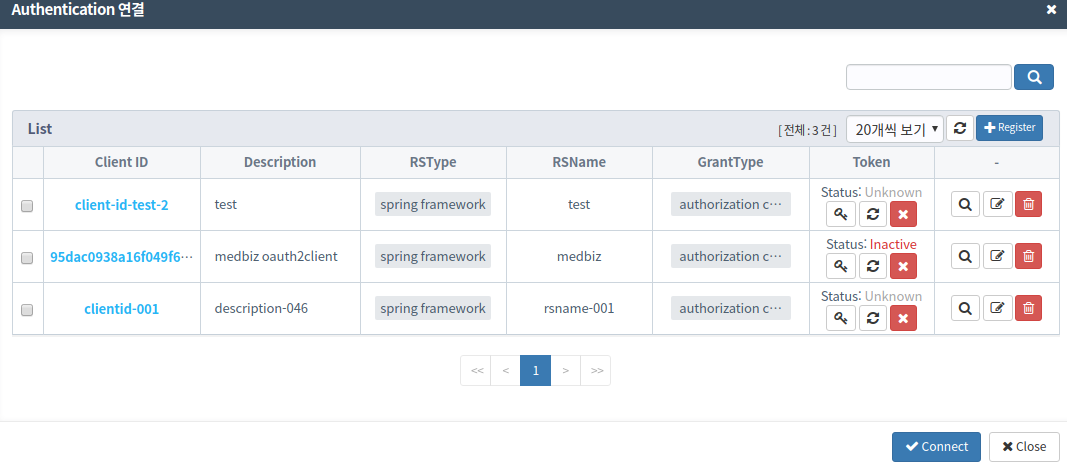 Authentication 연결
List
[ 전체 : 3 건 ] 20개씩 보기 Register
Client ID Description RSType RSName GrantType Token -
client-id-test-2 test spring framework test authorization c⋯ Status: Unknown
95dac0938a16f049f6⋯ medbiz oauth2client spring framework medbiz authorization c⋯ Status: Inactive
clientid-001 description-046 spring framework rsname-001 authorization c⋯ Status: Unknown
<< < 1 > >>
Connect Close